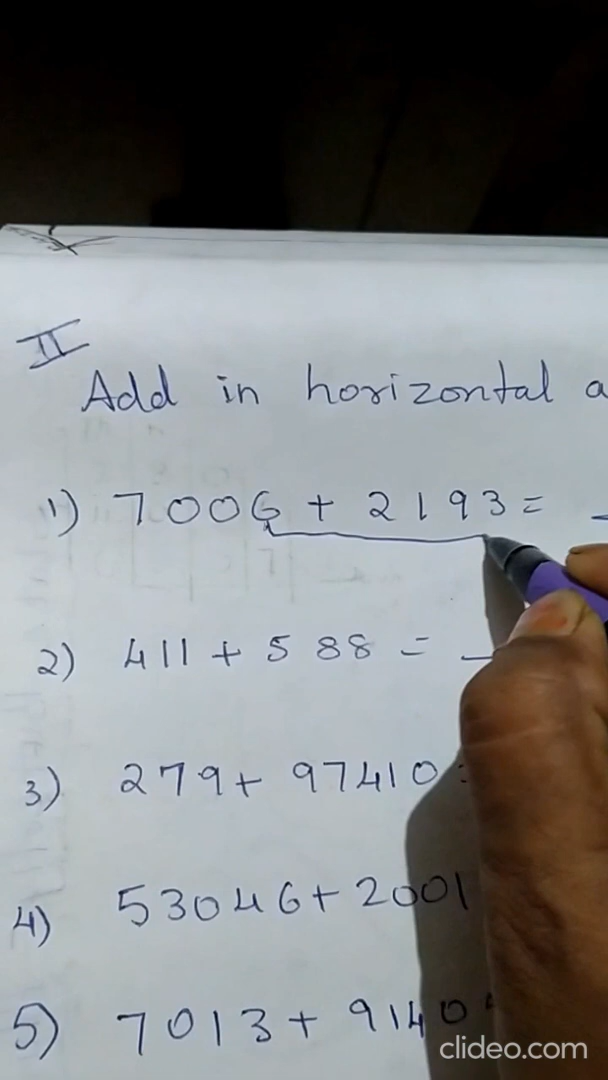 II
Add in horizontal a
1) 7006 + 2193 =
2) 411 + 588 =
3) 279 + 97410
4) 53046 + 2001
5) 7013 + 9140
clideo.com